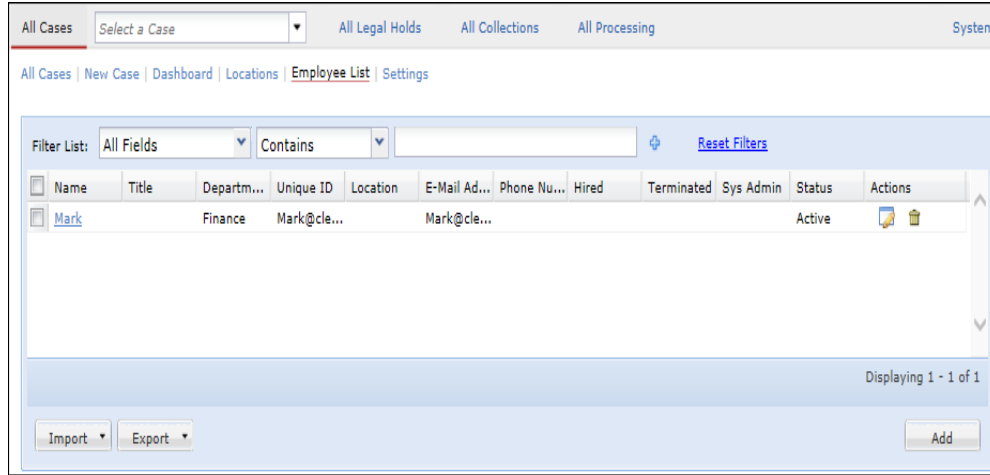 All Cases Select a Case All Legal Holds All Collections All Processing System
All Cases | New Case | Dashboard | Locations | Employee List | Settings
Filter List: All Fields Contains Reset Filters
Name Title Departm... Unique ID Location E-Mail Ad... Phone Nu... Hired Terminated Sys Admin Status Actions
Mark Finance Mark@cle... Mark@cle... Active
Displaying 1 - 1 of 1
Import Export Add